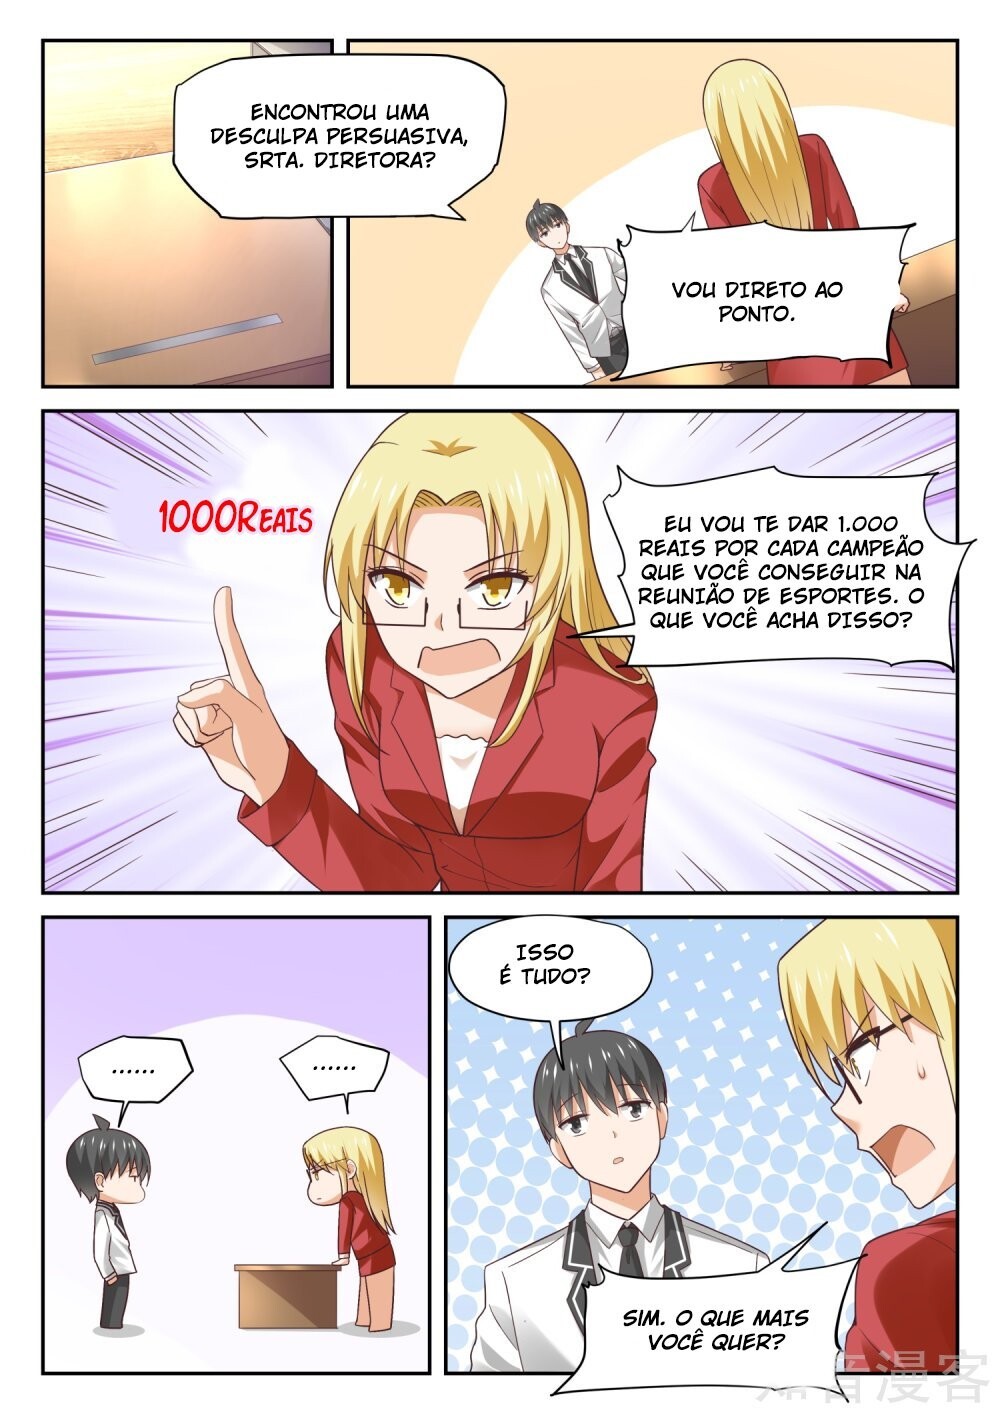 ENCONTROU UMA
DESCULPA PERSUASIVA,
SRTA. DIRETORA?
VOU DIRETO AO
PONTO.
1000REAIS
EU VOU TE DAR 1.000
REAIS POR CADA CAMPEÃO
QUE VOCÊ CONSEGUIR NA
REUNIÃO DE ESPORTES. O
QUE VOCÊ ACHA DISSO?
......
......
ISSO
É TUDO?
SIM. O QUE MAIS
VOCÊ QUER?
漫客